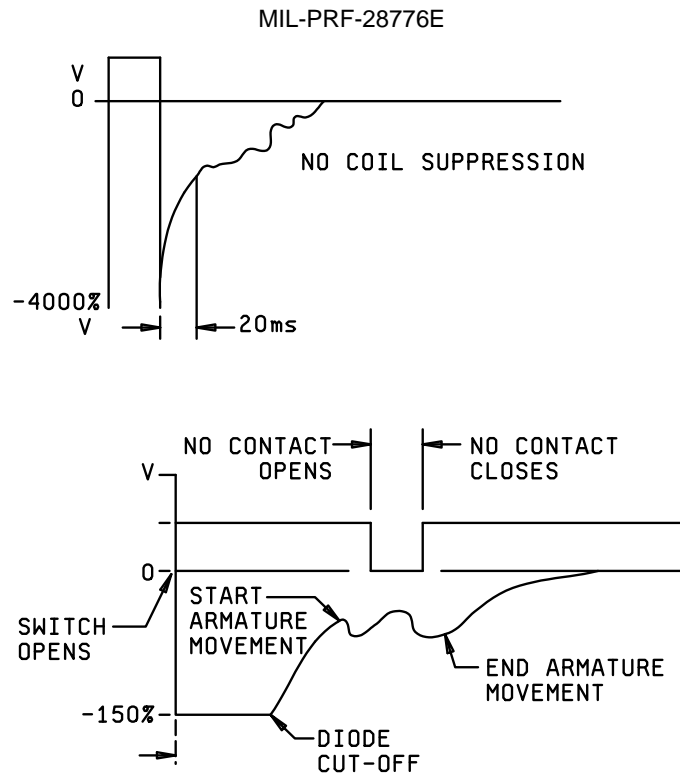 MIL-PRF-28776E
V
0
NO COIL SUPPRESSION
-4000%
V
20ms
NO CONTACT
OPENS
NO CONTACT
CLOSES
V
0
START
ARMATURE
MOVEMENT
SWITCH
OPENS
END ARMATURE
MOVEMENT
-150%
DIODE
CUT-OFF